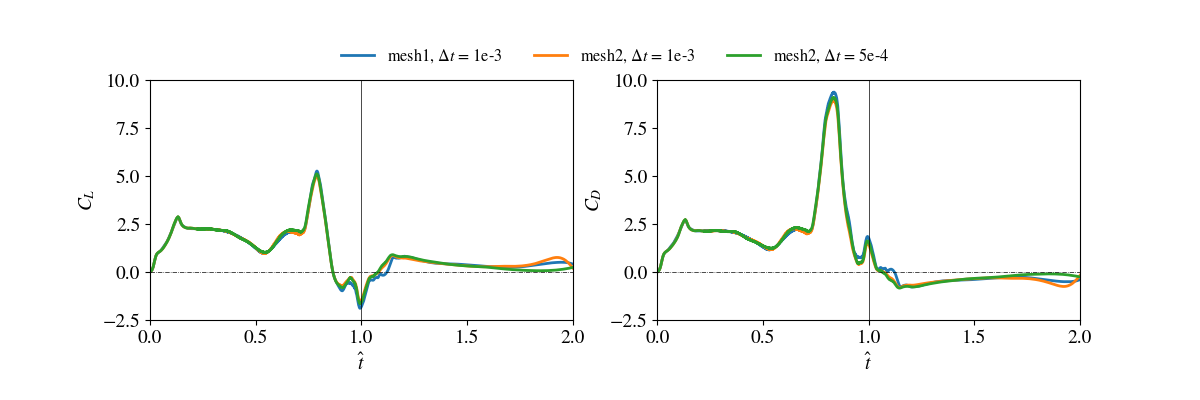 mesh1, Δt = 1e-3 mesh2, Δt = 1e-3 mesh2, Δt = 5e-4
10.0 10.0
7.5 7.5
5.0 5.0
C_L C_D
2.5 2.5
0.0 0.0
−2.5 −2.5
0.0 0.5 1.0 1.5 2.0 0.0 0.5 1.0 1.5 2.0
t̂ t̂